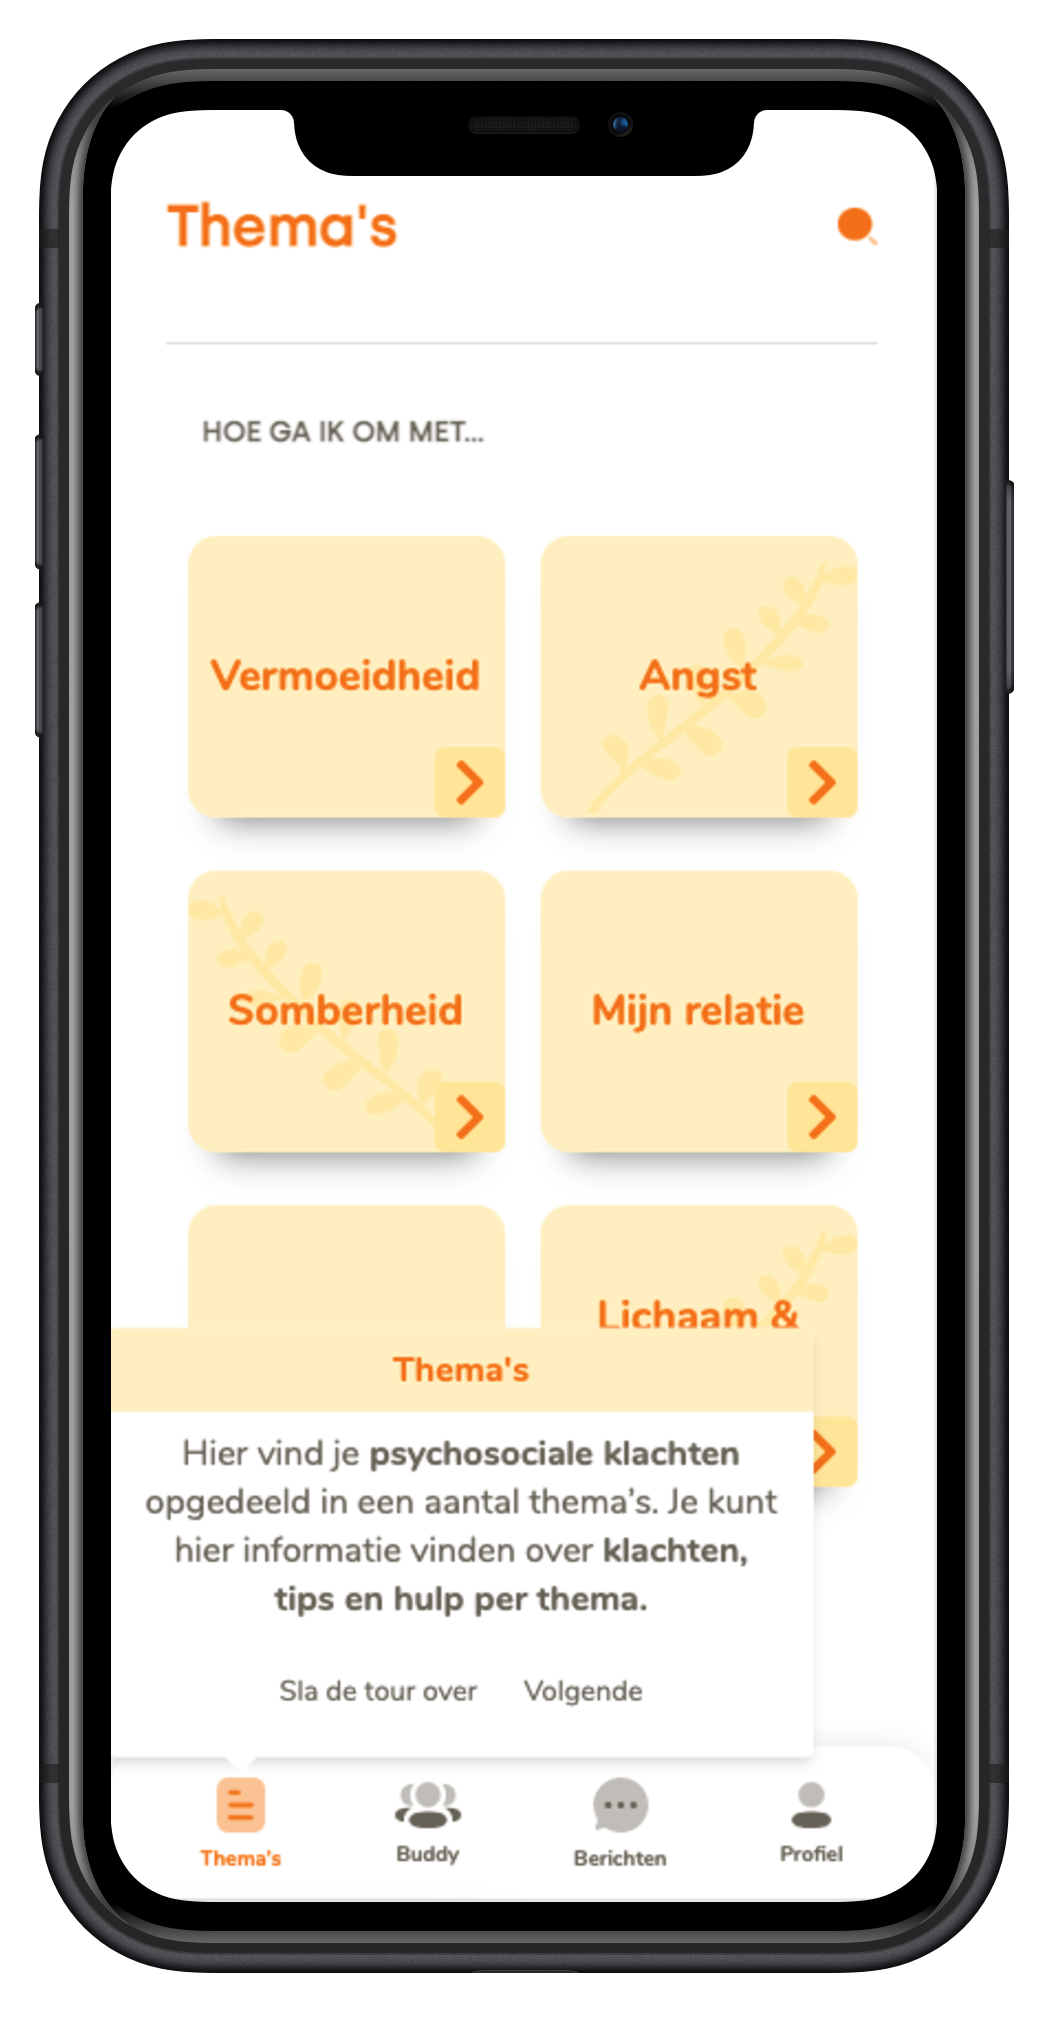 Thema's
HOE GA IK OM MET...
Vermoeidheid
Angst
Somberheid
Mijn relatie
Lichaam &
Thema's
Hier vind je psychosociale klachten
opgedeeld in een aantal thema's. Je kunt
hier informatie vinden over klachten,
tips en hulp per thema.
Sla de tour over
Volgende
Thema's
Buddy
Berichten
Profiel